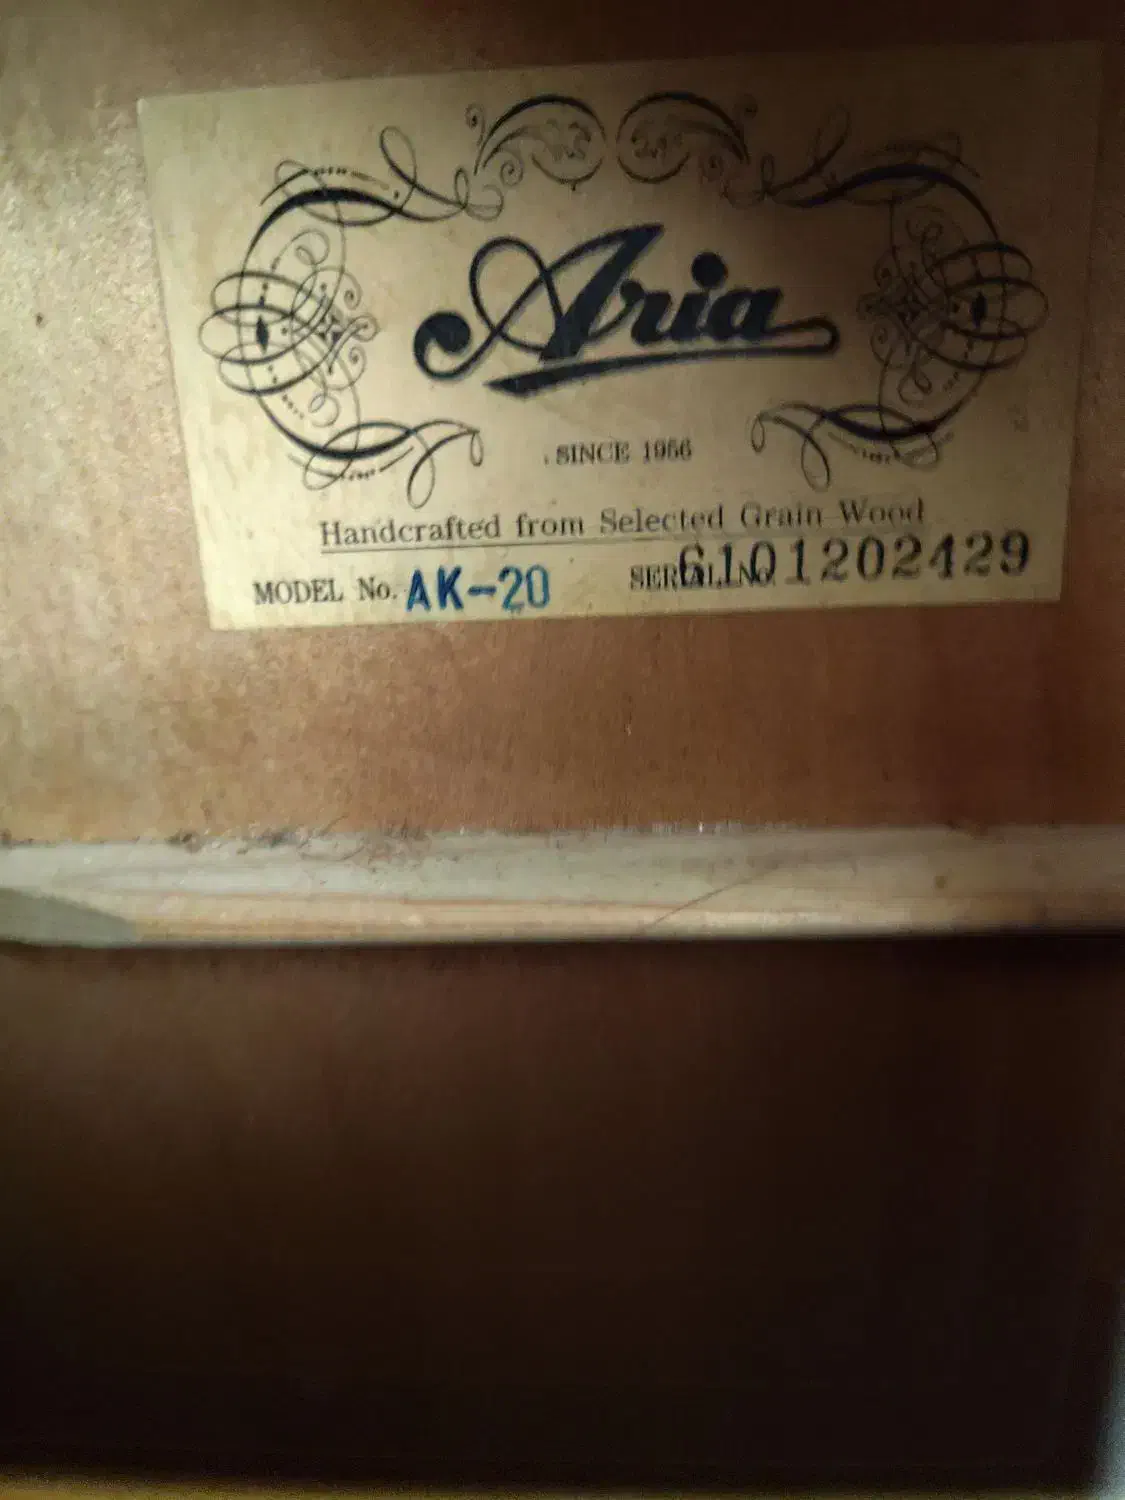 Aria
SINCE 1956
Handcrafted from Selected Grain Wood
MODEL No. AK-20 SERIAL No. 6101202429